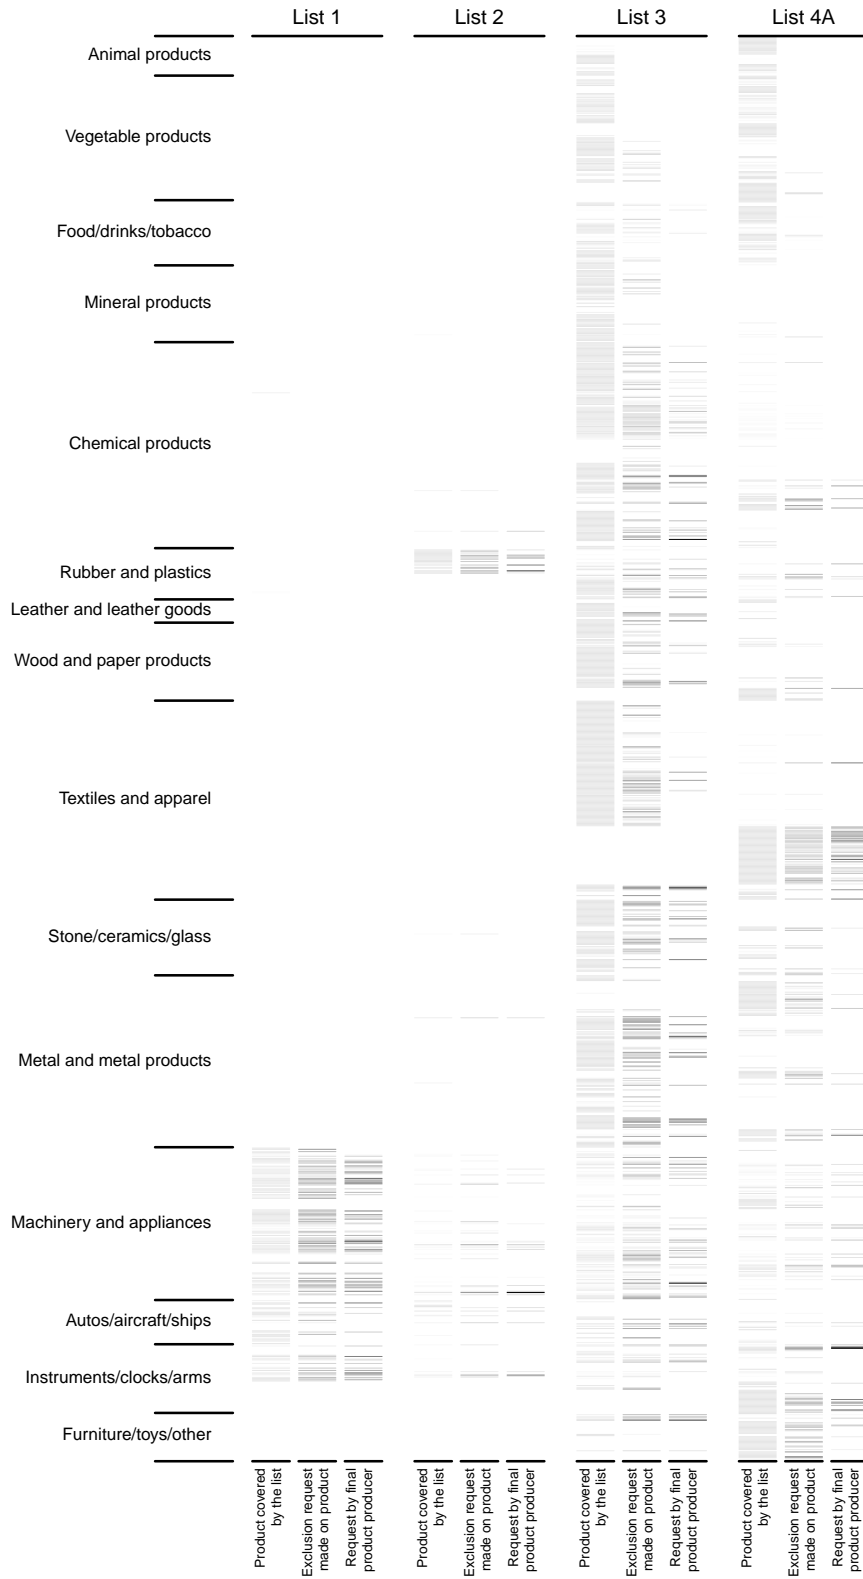 List 1 List 2 List 3 List 4A
Animal products
Vegetable products
Food/drinks/tobacco
Mineral products
Chemical products
Rubber and plastics
Leather and leather goods
Wood and paper products
Textiles and apparel
Stone/ceramics/glass
Metal and metal products
Machinery and appliances
Autos/aircraft/ships
Instruments/clocks/arms
Furniture/toys/other
Product covered
by the list
Exclusion request
made on product
Request by final
product producer
Product covered
by the list
Exclusion request
made on product
Request by final
product producer
Product covered
by the list
Exclusion request
made on product
Request by final
product producer
Product covered
by the list
Exclusion request
made on product
Request by final
product producer